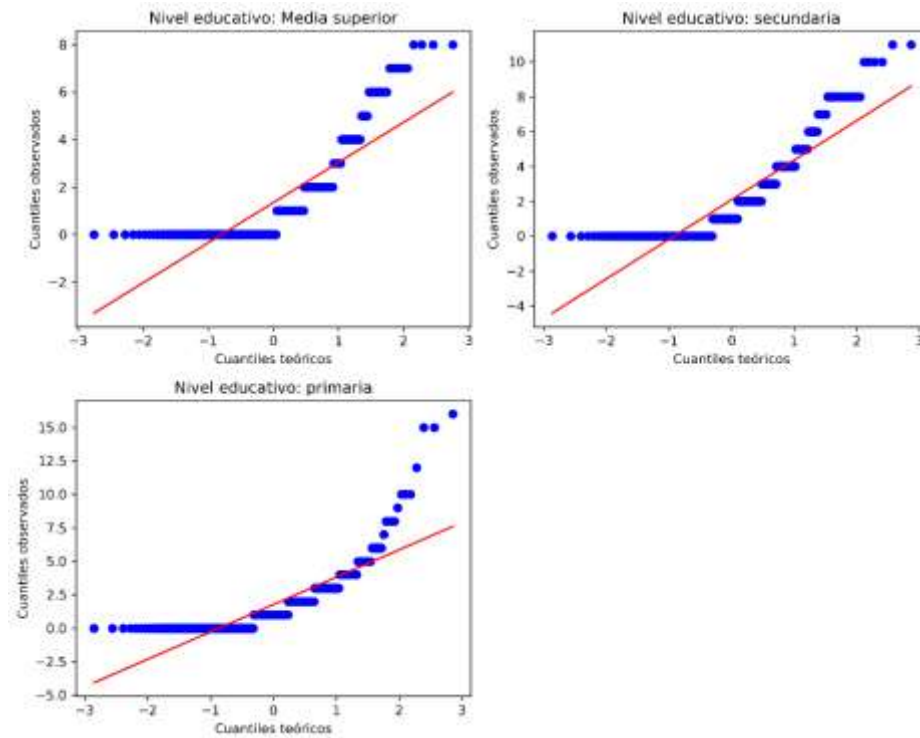 Nivel educativo: Media superior
8
6
4
2
0
−2
Cuantiles observados
−3 −2 −1 0 1 2 3
Cuantiles teóricos
Nivel educativo: secundaria
10
8
6
4
2
0
−2
−4
Cuantiles observados
−3 −2 −1 0 1 2 3
Cuantiles teóricos
Nivel educativo: primaria
15.0
12.5
10.0
7.5
5.0
2.5
0.0
−2.5
−5.0
Cuantiles observados
−3 −2 −1 0 1 2 3
Cuantiles teóricos